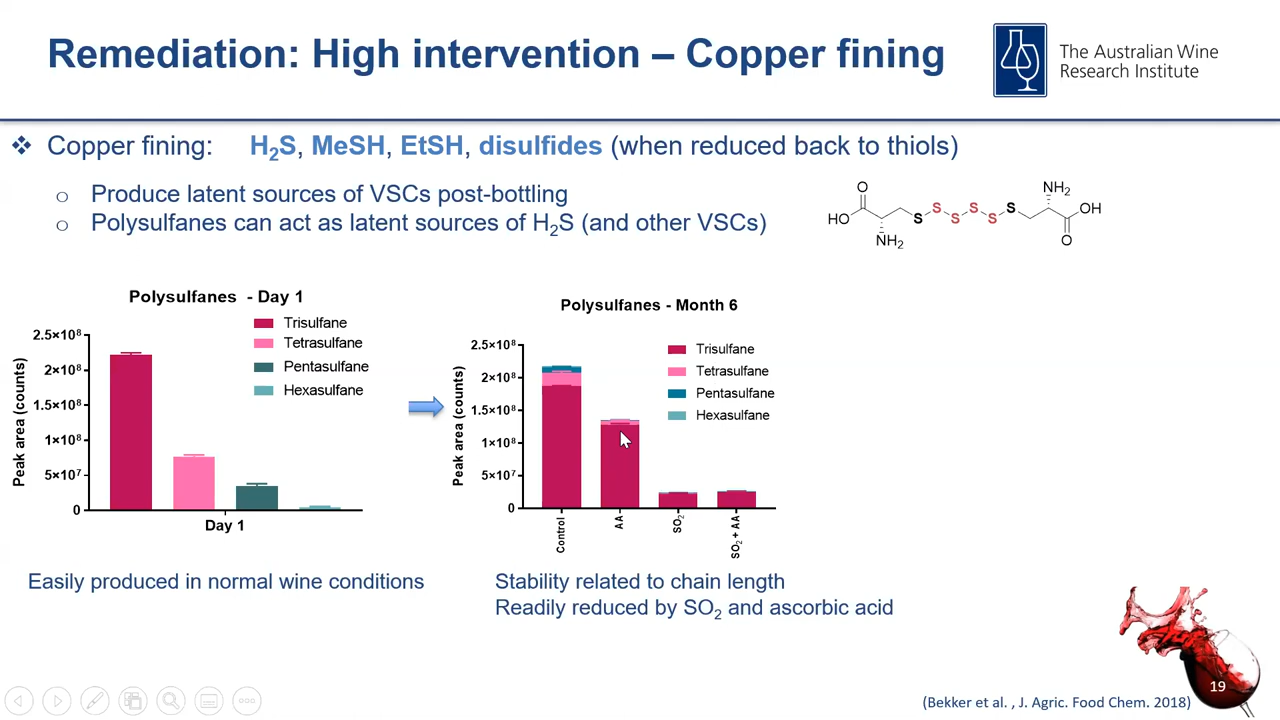 Remediation: High intervention – Copper fining
The Australian Wine
Research Institute
❖ Copper fining: H₂S, MeSH, EtSH, disulfides (when reduced back to thiols)
o Produce latent sources of VSCs post-bottling
o Polysulfanes can act as latent sources of H₂S (and other VSCs)
O
HO
NH₂
S
S
S
S
S
S
NH₂
OH
O
Polysulfanes - Day 1
Trisulfane
Tetrasulfane
Pentasulfane
Hexasulfane
Peak area (counts)
2.5×10⁸
2×10⁸
1.5×10⁸
1×10⁸
5×10⁷
0
Day 1
Polysulfanes - Month 6
Trisulfane
Tetrasulfane
Pentasulfane
Hexasulfane
Peak area (counts)
2.5×10⁸
2×10⁸
1.5×10⁸
1×10⁸
5×10⁷
0
Control
AA
SO₂
SO₂ + AA
Easily produced in normal wine conditions
Stability related to chain length
Readily reduced by SO₂ and ascorbic acid
(Bekker et al. , J. Agric. Food Chem. 2018)
19